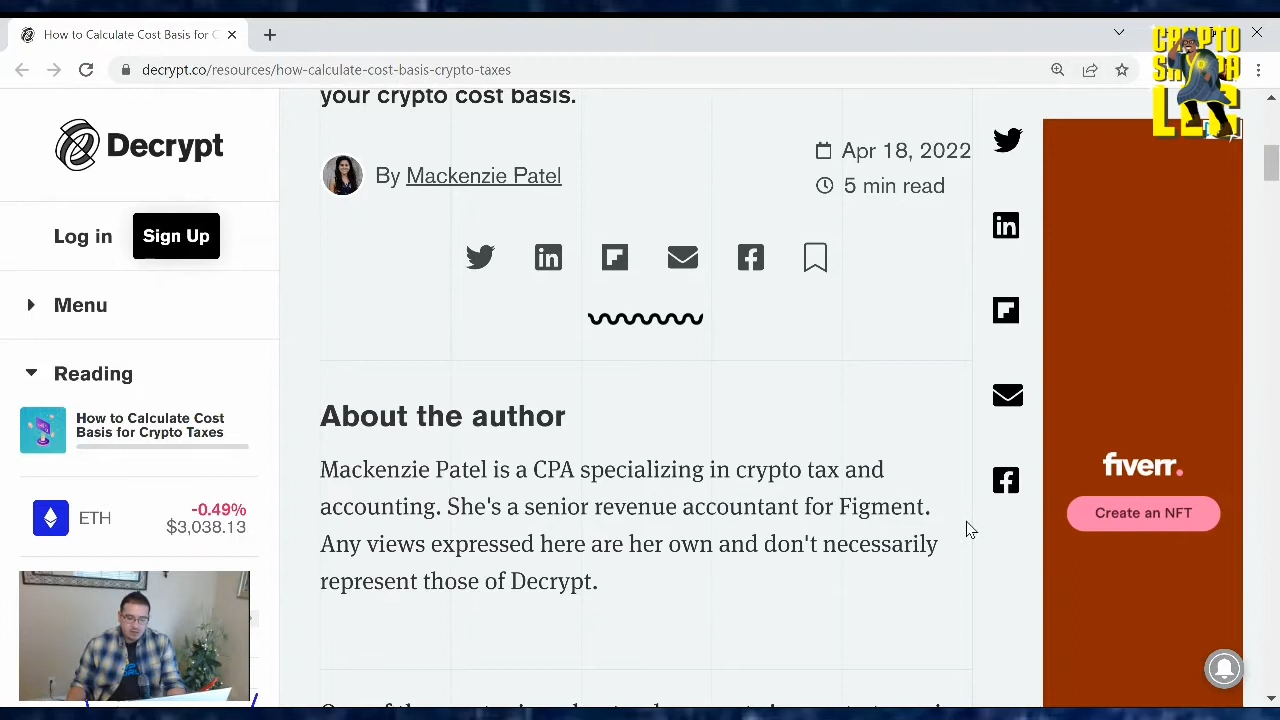 How to Calculate Cost Basis for C
decrypt.co/resources/how-calculate-cost-basis-crypto-taxes
CRYPTO
LEE
your crypto cost basis.
Decrypt
By Mackenzie Patel
Apr 18, 2022
5 min read
Log in
Sign Up
Menu
Reading
How to Calculate Cost
Basis for Crypto Taxes
About the author
Mackenzie Patel is a CPA specializing in crypto tax and
accounting. She's a senior revenue accountant for Figment.
Any views expressed here are her own and don't necessarily
represent those of Decrypt.
ETH
-0.49%
$3,038.13
fiverr.
Create an NFT